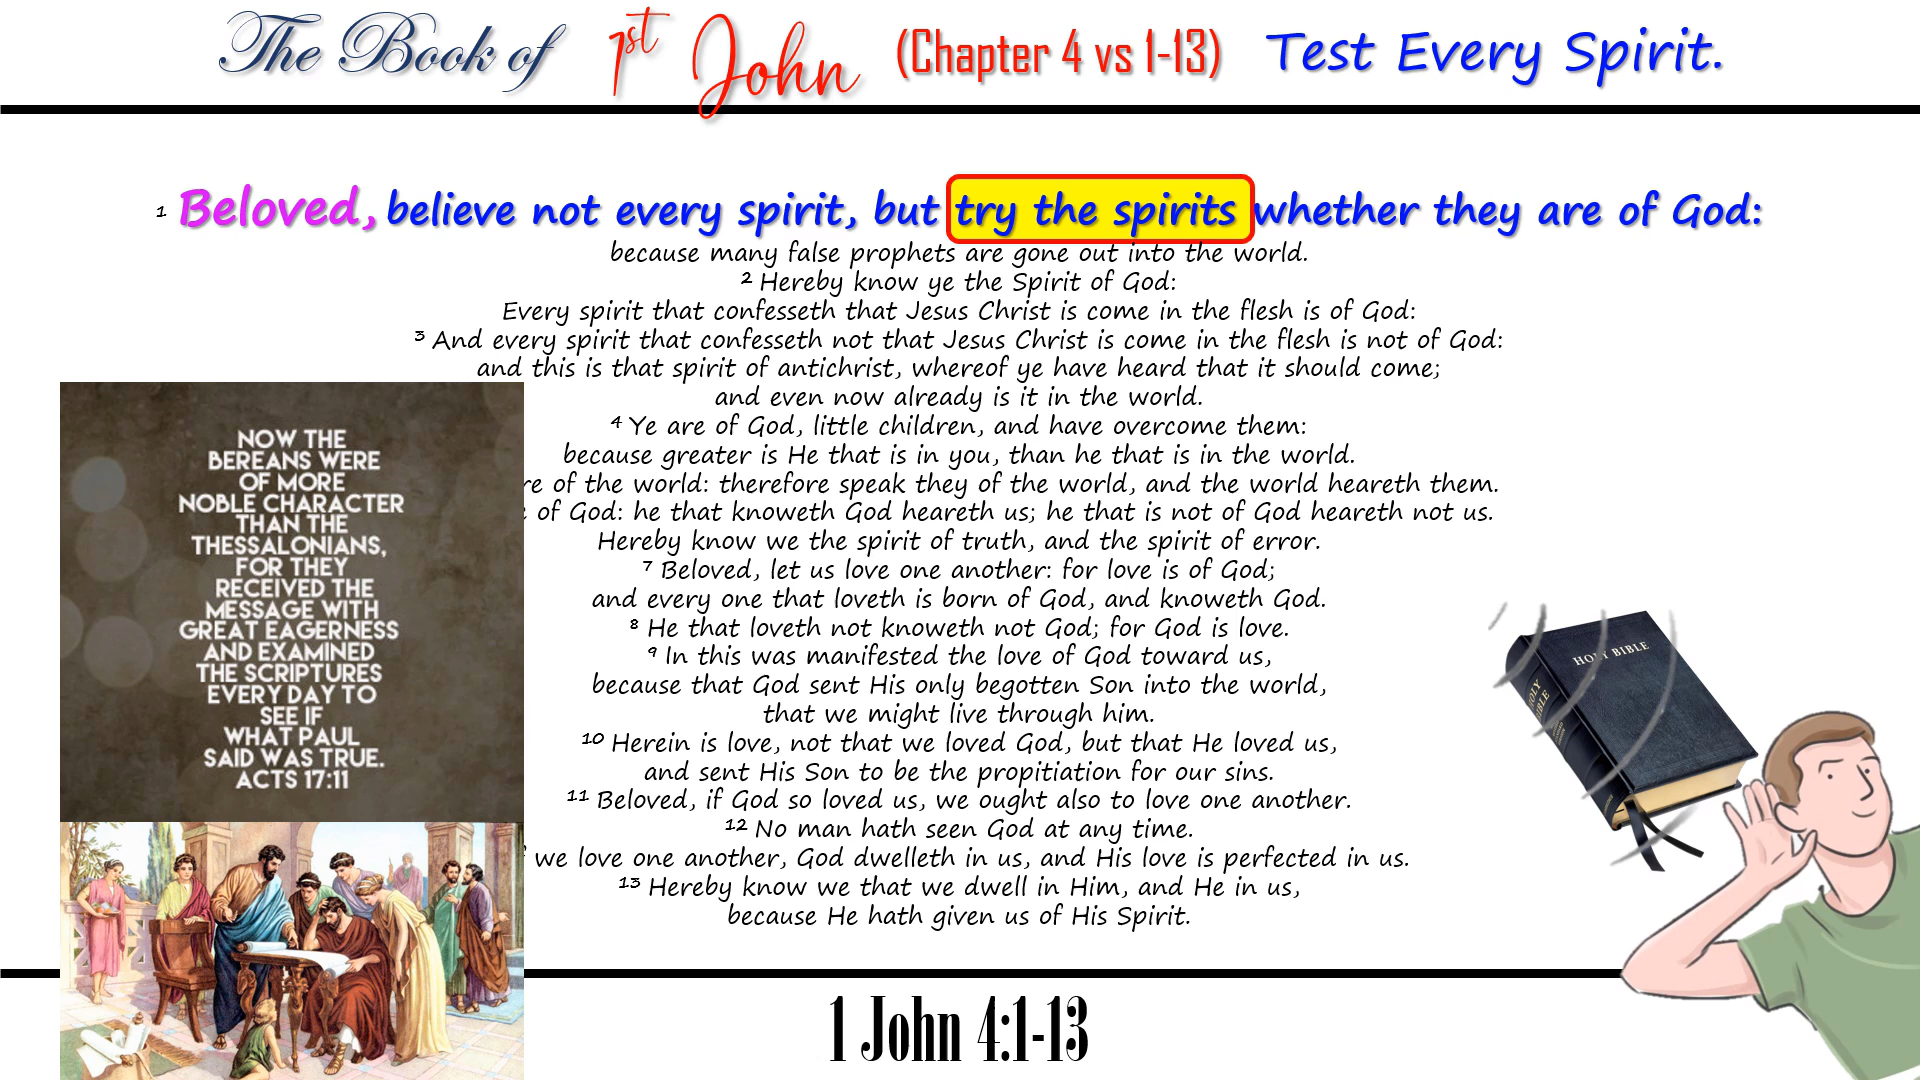 The Book of 1st John (Chapter 4 vs 1-13) Test Every Spirit.
1 Beloved, believe not every spirit, but try the spirits whether they are of God:
because many false prophets are gone out into the world.
2 Hereby know ye the Spirit of God:
Every spirit that confesseth that Jesus Christ is come in the flesh is of God:
3 And every spirit that confesseth not that Jesus Christ is come in the flesh is not of God:
and this is that spirit of antichrist, whereof ye have heard that it should come;
and even now already is it in the world.
4 Ye are of God, little children, and have overcome them:
because greater is He that is in you, than he that is in the world.
of the world: therefore speak they of the world, and the world heareth them.
of God: he that knoweth God heareth us; he that is not of God heareth not us.
Hereby know we the spirit of truth, and the spirit of error.
7 Beloved, let us love one another: for love is of God;
and every one that loveth is born of God, and knoweth God.
8 He that loveth not knoweth not God; for God is love.
9 In this was manifested the love of God toward us,
because that God sent His only begotten Son into the world,
that we might live through him.
10 Herein is love, not that we loved God, but that He loved us,
and sent His Son to be the propitiation for our sins.
11 Beloved, if God so loved us, we ought also to love one another.
12 No man hath seen God at any time.
we love one another, God dwelleth in us, and His love is perfected in us.
13 Hereby know we that we dwell in Him, and He in us,
because He hath given us of His Spirit.
NOW THE
BEREANS WERE
OF MORE
NOBLE CHARACTER
THAN THE
THESSALONIANS,
FOR THEY
RECEIVED THE
MESSAGE WITH
GREAT EAGERNESS
AND EXAMINED
THE SCRIPTURES
EVERY DAY TO
SEE IF
WHAT PAUL
SAID WAS TRUE.
ACTS 17:11
HOLY BIBLE
HOLY
BIBLE
1 John 4:1-13